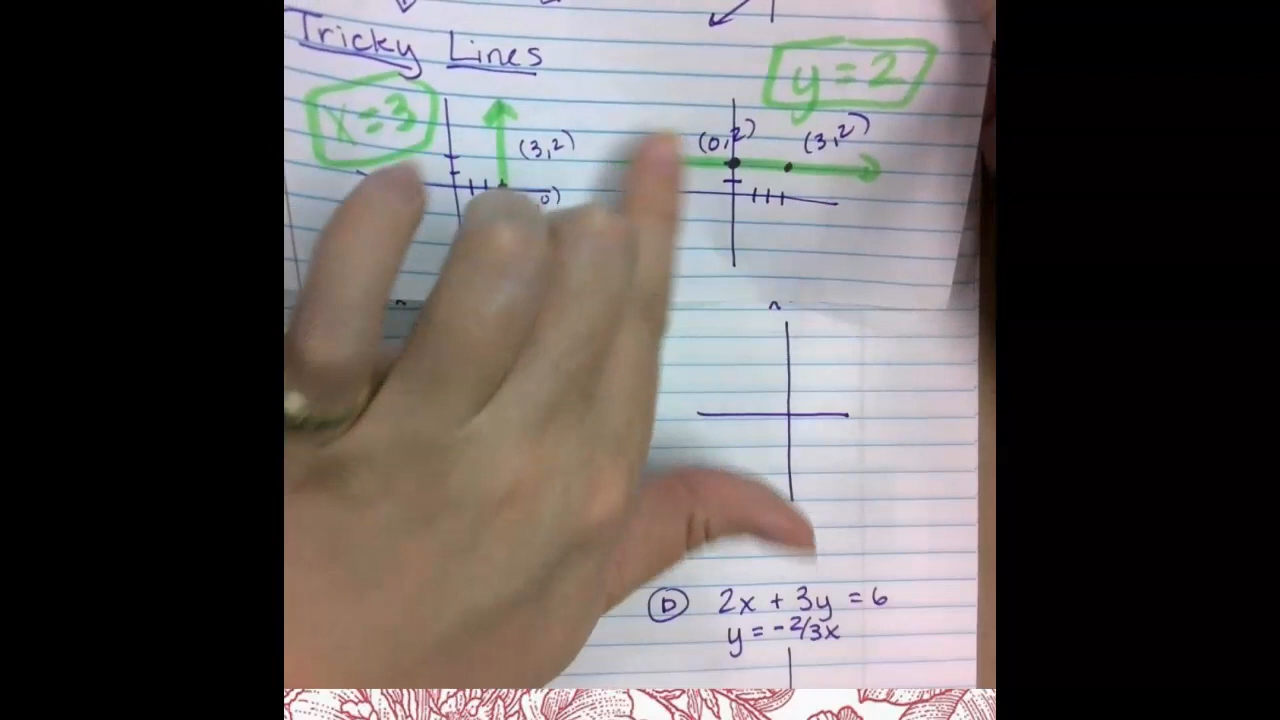 Tricky Lines
x = 3
y = 2
(3,2)
(0,2)
(3,2)
D
2x + 3y = 6
y = -2/3x